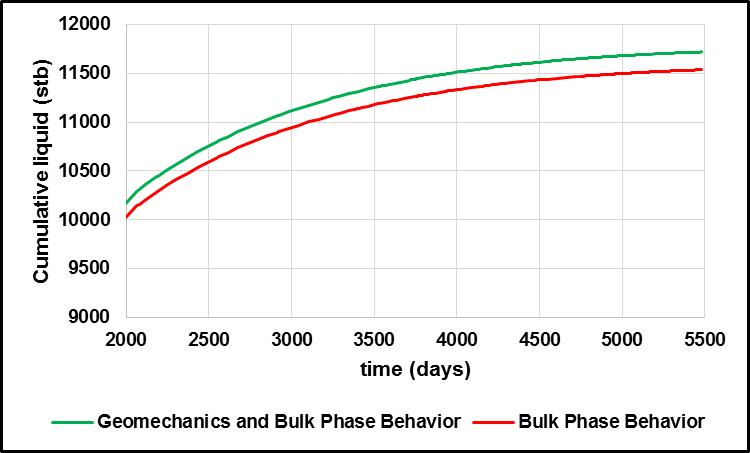 12000
11500
11000
10500
10000
9500
9000
Cumulative liquid (stb)
2000 2500 3000 3500 4000 4500 5000 5500
time (days)
Geomechanics and Bulk Phase Behavior Bulk Phase Behavior